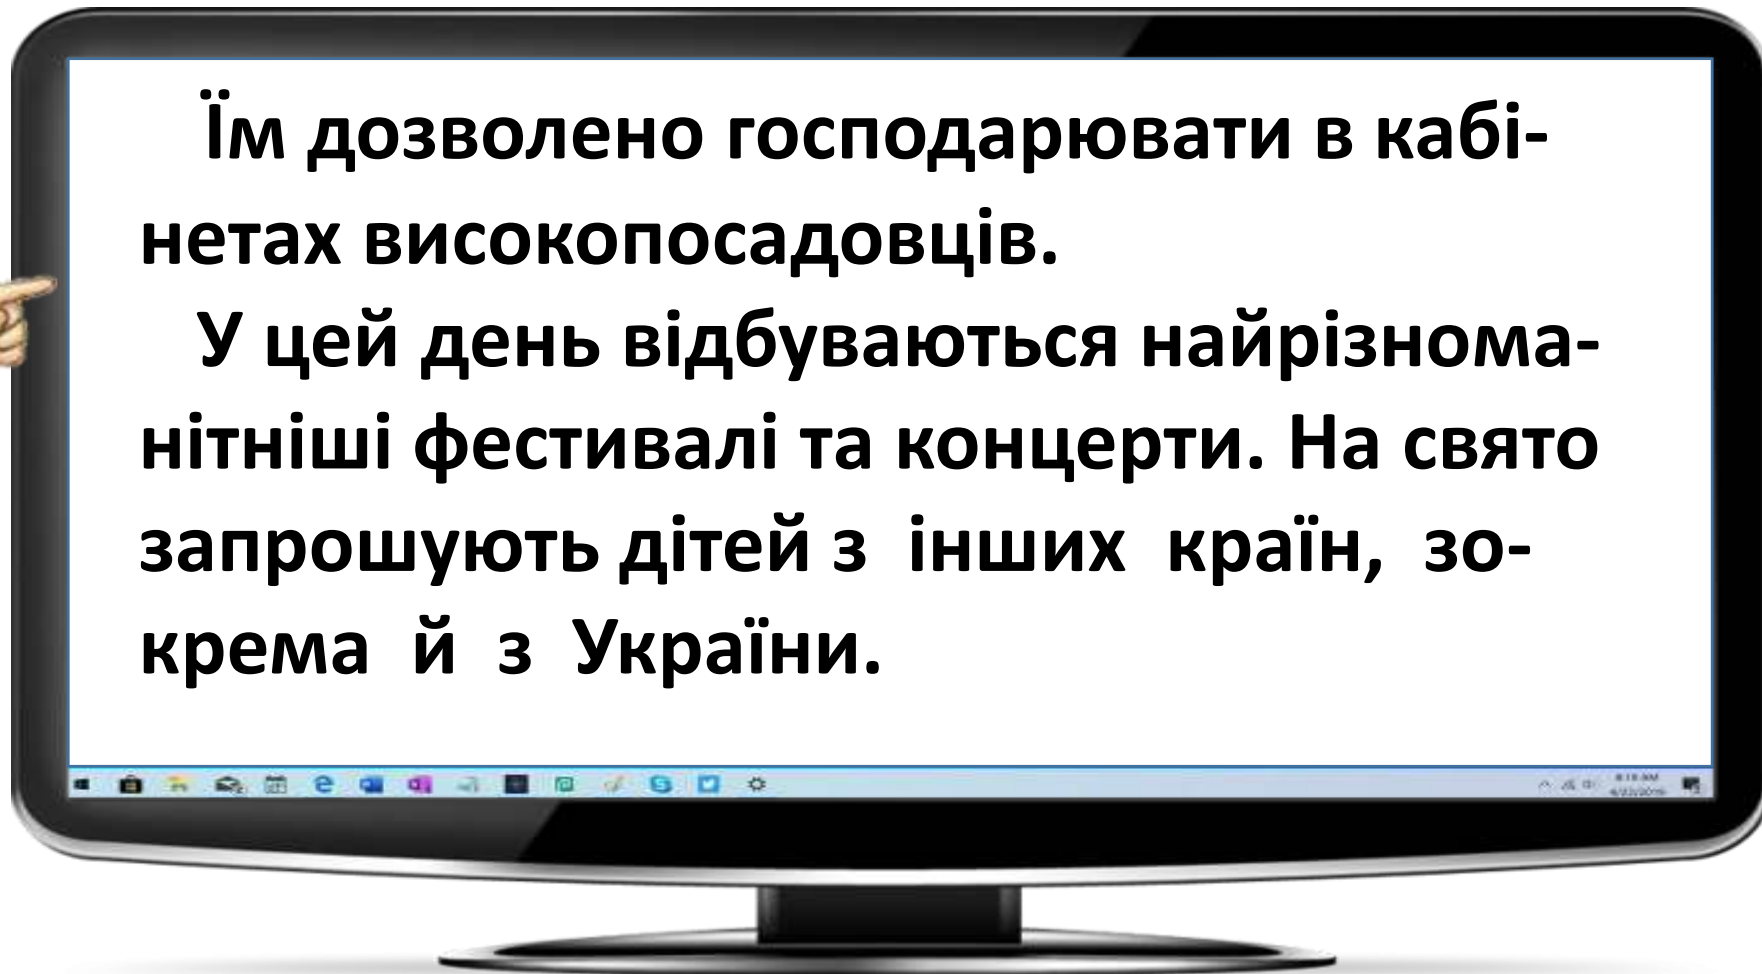 Їм дозволено господарювати в кабі-
нетах високопосадовців.
У цей день відбуваються найрізнома-
нітніші фестивалі та концерти. На свято
запрошують дітей з інших країн, зо-
крема й з України.